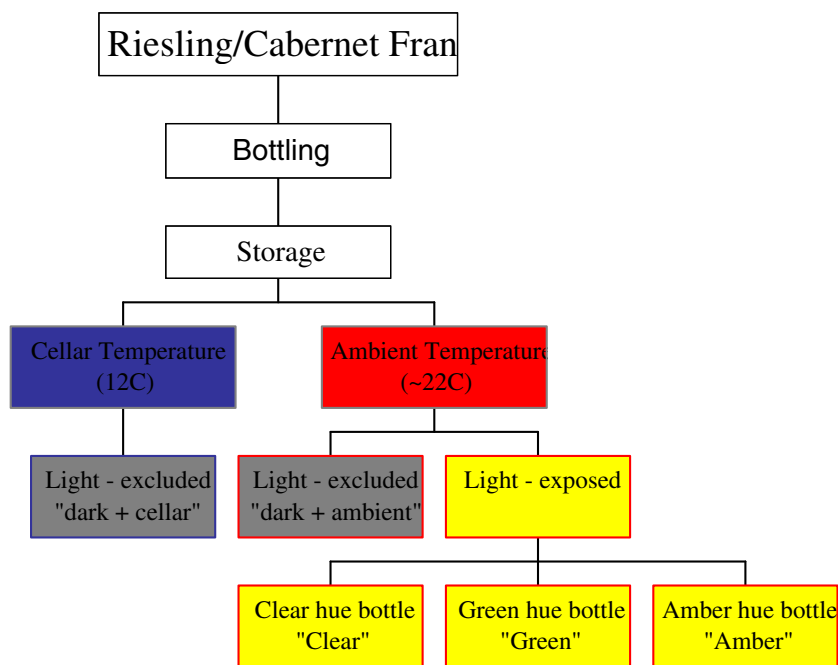 Riesling/Cabernet Fran
Bottling
Storage
Cellar Temperature
(12C)
Ambient Temperature
(~22C)
Light - excluded
"dark + cellar"
Light - excluded
"dark + ambient"
Light - exposed
Clear hue bottle
"Clear"
Green hue bottle
"Green"
Amber hue bottle
"Amber"